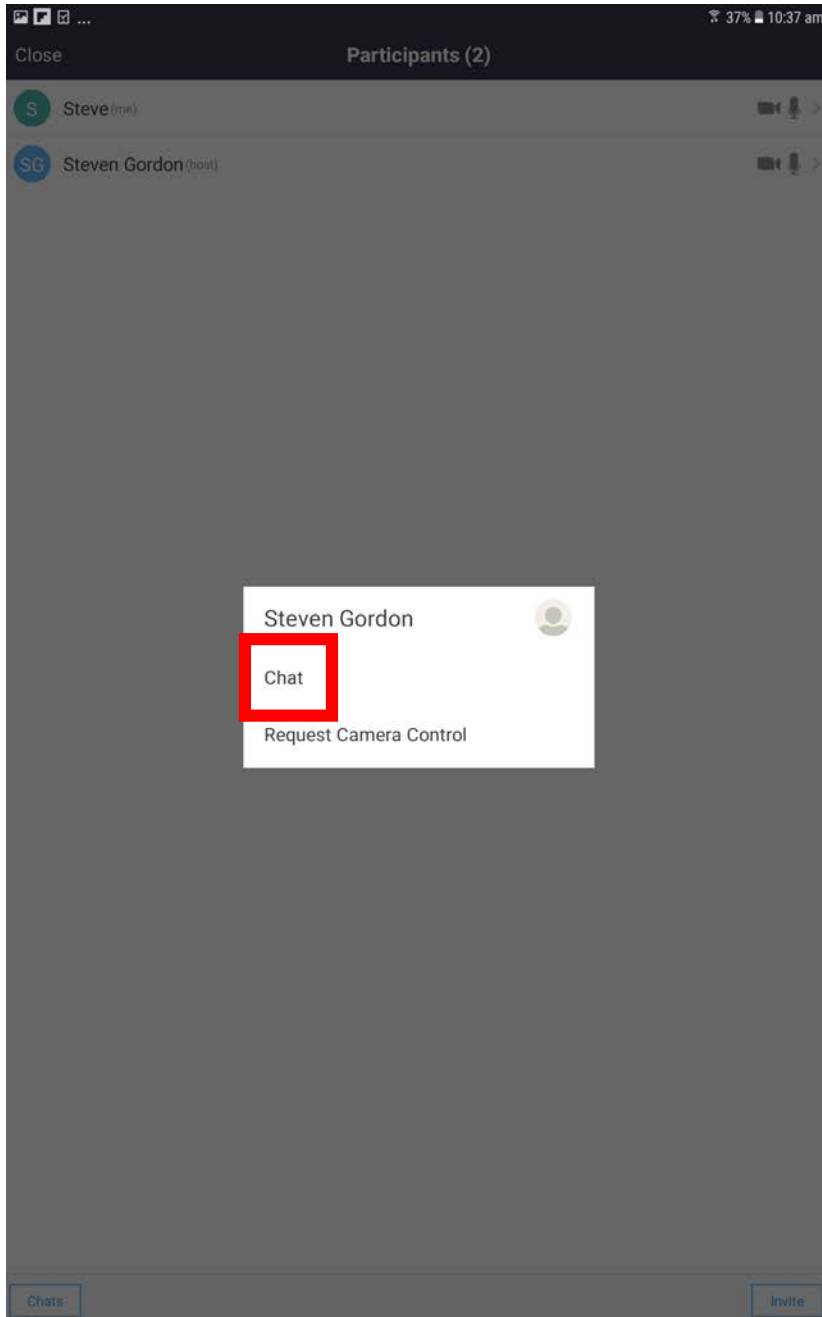 ... 37% 10:37 am
Close Participants (2)
S Steve (me)
SG Steven Gordon (host)
Steven Gordon
Chat
Request Camera Control
Chats Invite